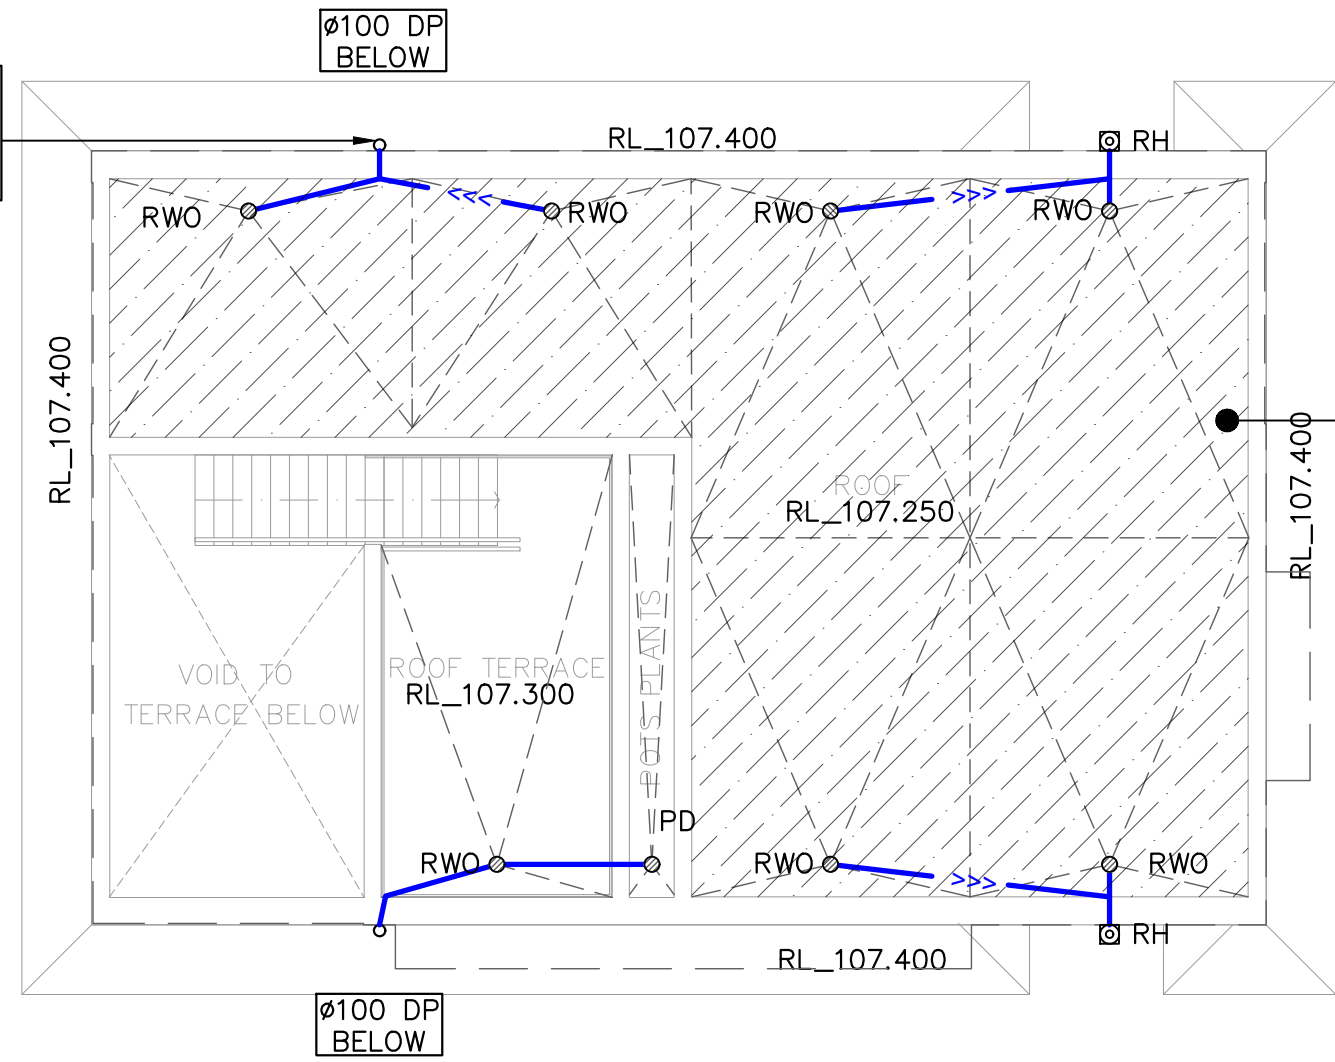 ø100 DP
BELOW
RL_107.400
RH
RWO
RWO
RWO
RWO
RL_107.400
RL_107.400
ROOF
RL_107.250
POTS PLANTS
VOID TO
TERRACE BELOW
ROOF TERRACE
RL_107.300
PD
RWO
RWO
RWO
RH
RL_107.400
ø100 DP
BELOW